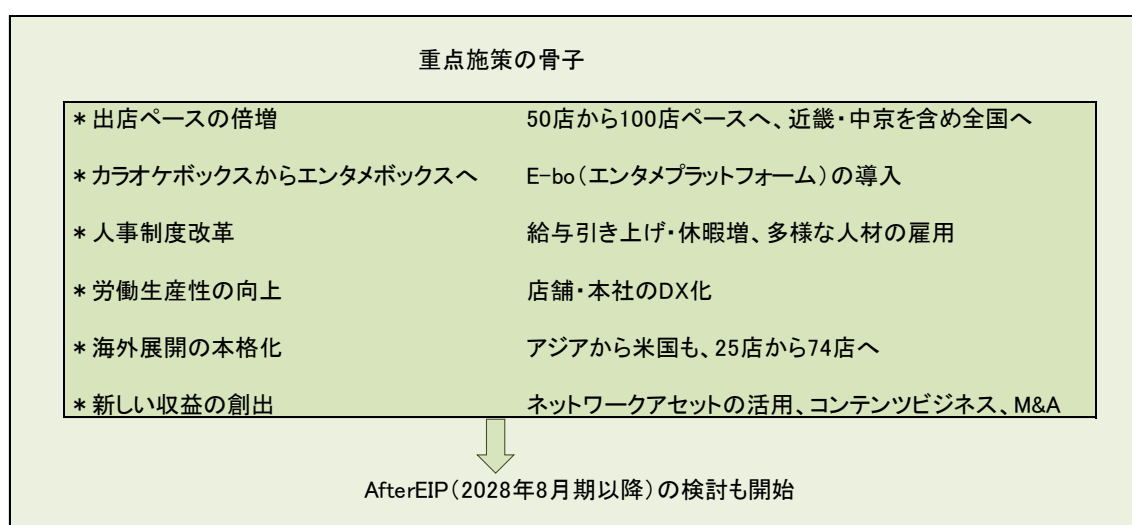 重点施策の骨子
＊出店ペースの倍増 50店から100店ペースへ、近畿・中京を含め全国へ
＊カラオケボックスからエンタメボックスへ E-bo（エンタメプラットフォーム）の導入
＊人事制度改革 給与引き上げ・休暇増、多様な人材の雇用
＊労働生産性の向上 店舗・本社のDX化
＊海外展開の本格化 アジアから米国も、25店から74店へ
＊新しい収益の創出 ネットワークアセットの活用、コンテンツビジネス、M&A
AfterEIP（2028年8月期以降）の検討も開始